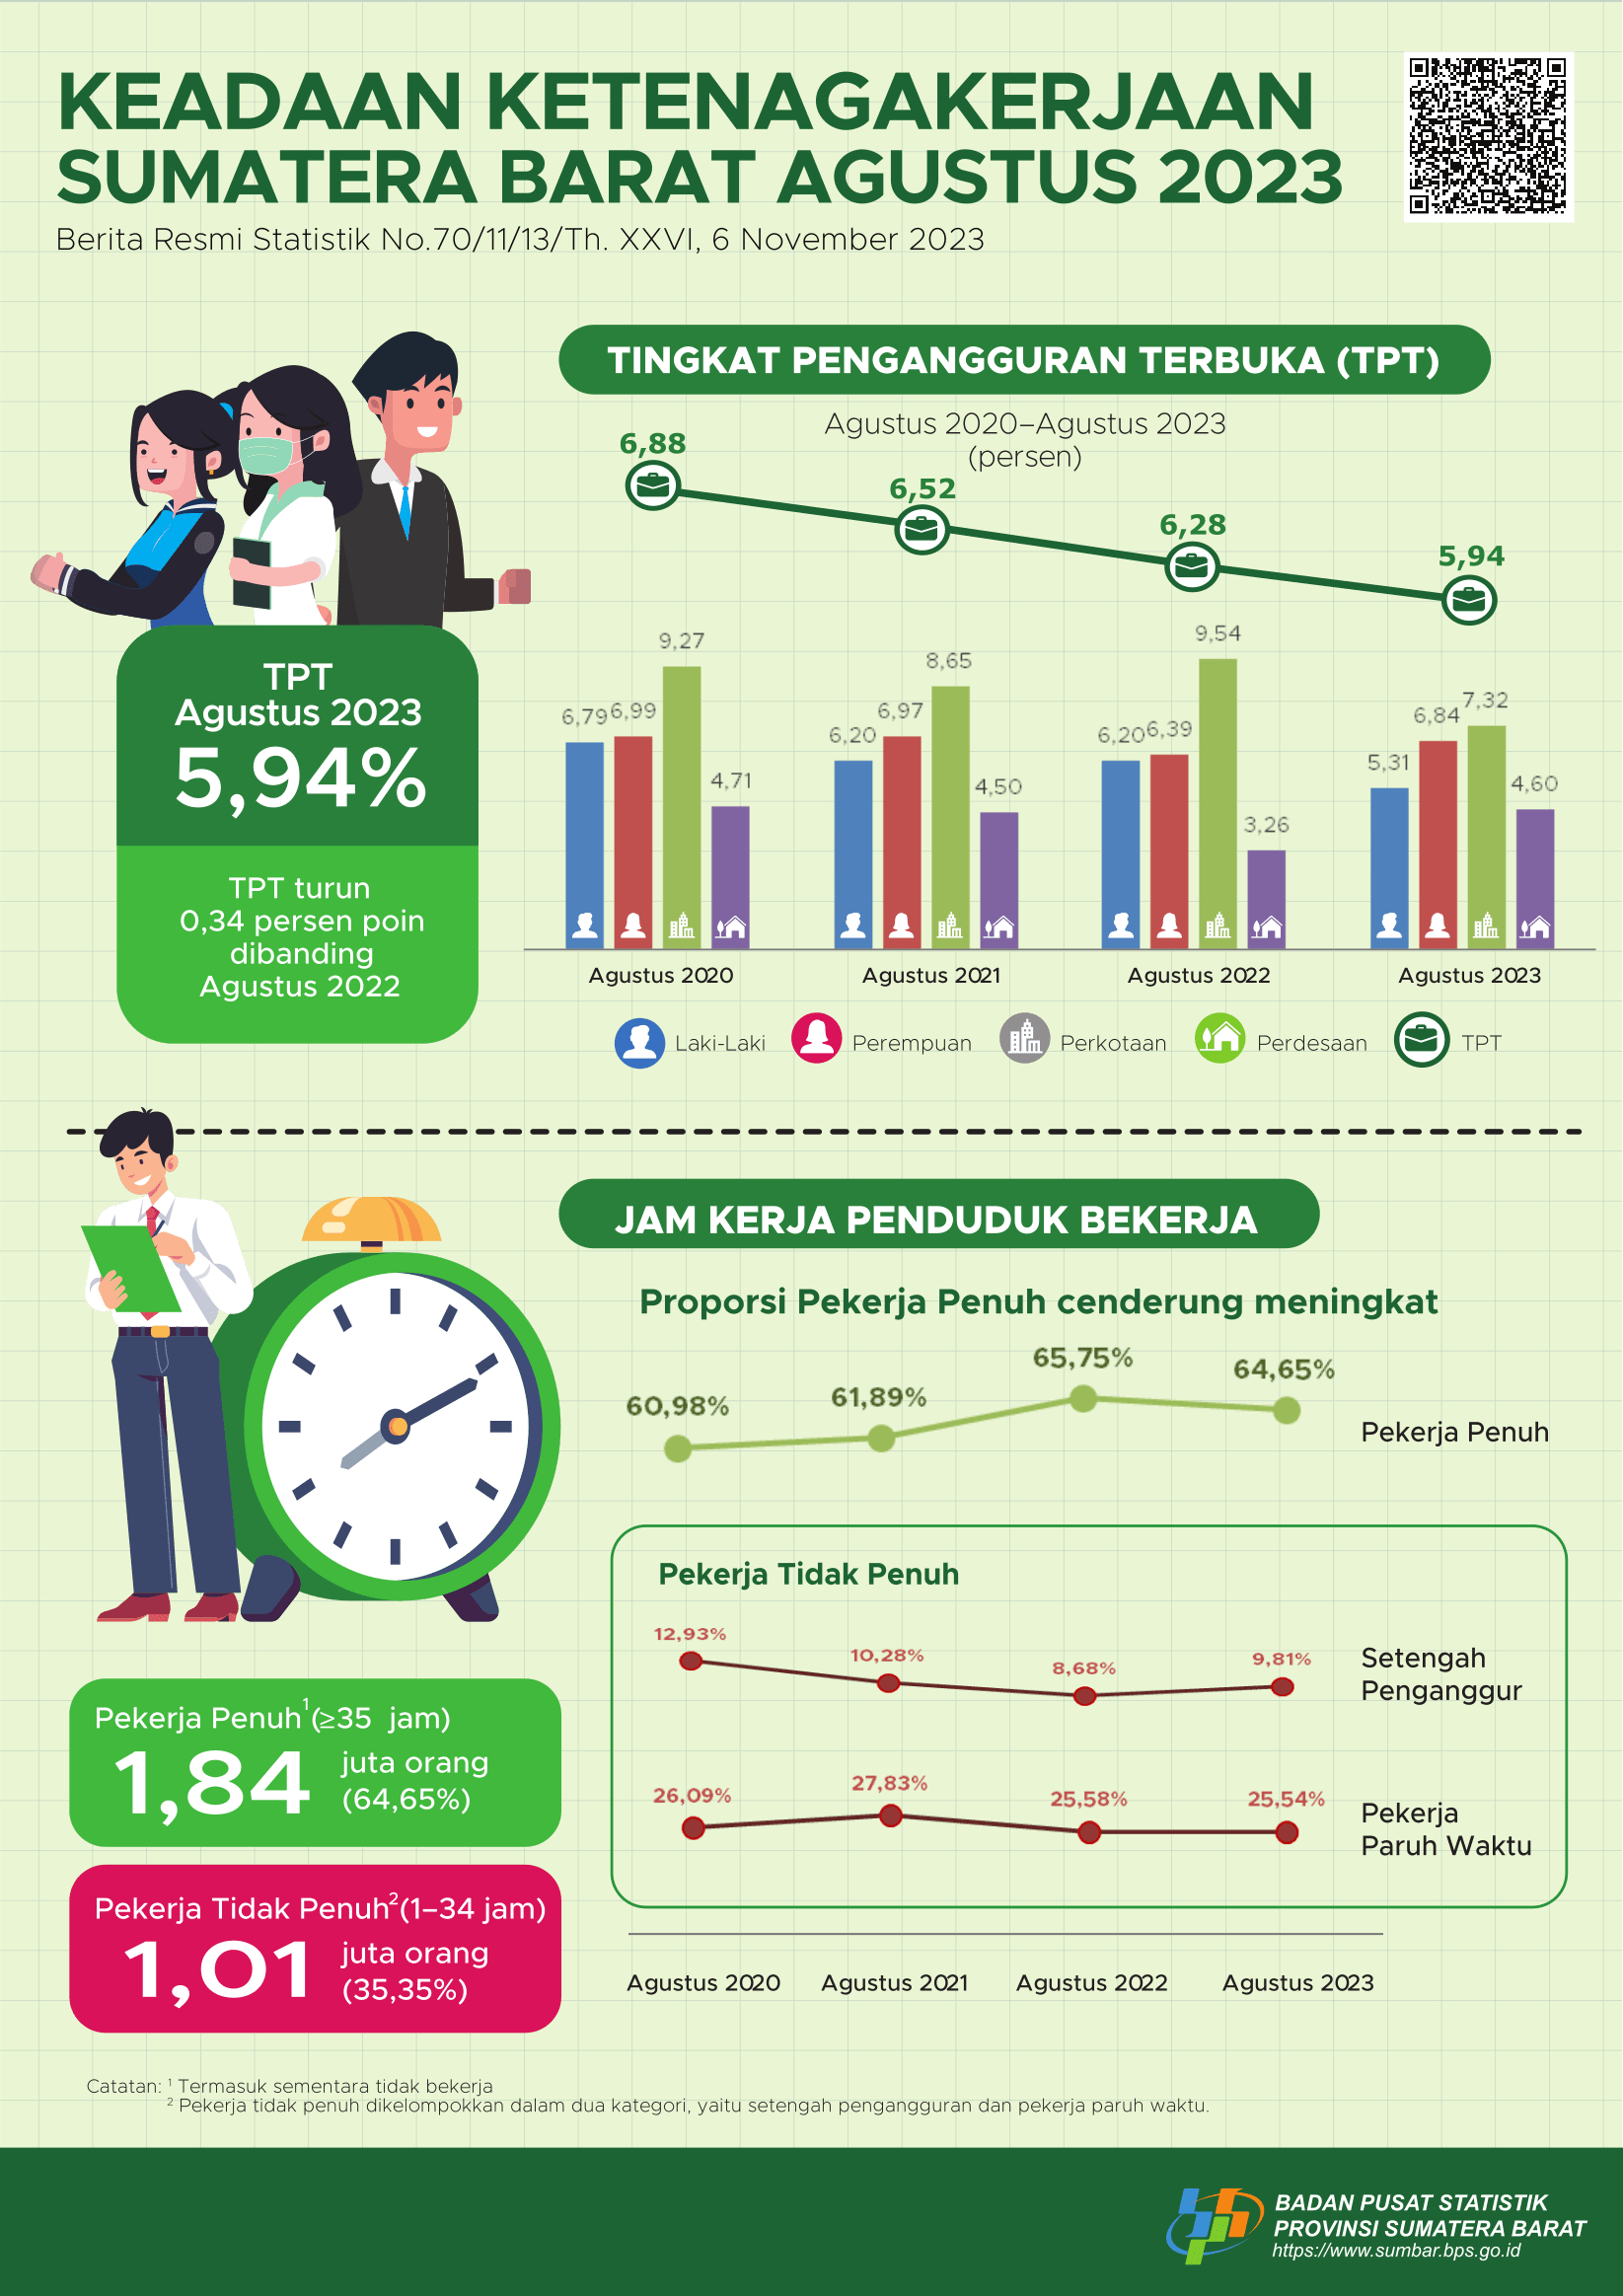 KEADAAN KETENAGAKERJAAN
SUMATERA BARAT AGUSTUS 2023
Berita Resmi Statistik No.70/11/13/Th. XXVI, 6 November 2023
TINGKAT PENGANGGURAN TERBUKA (TPT)
Agustus 2020–Agustus 2023
(persen)
6,88
6,52
6,28
5,94
TPT
Agustus 2023
5,94%
TPT turun
0,34 persen poin
dibanding
Agustus 2022
6,79 6,99 9,27 4,71
6,20 6,97 8,65 4,50
6,20 6,39 9,54 3,26
5,31 6,84 7,32 4,60
Agustus 2020 Agustus 2021 Agustus 2022 Agustus 2023
Laki-Laki Perempuan Perkotaan Perdesaan TPT
JAM KERJA PENDUDUK BEKERJA
Proporsi Pekerja Penuh cenderung meningkat
60,98% 61,89% 65,75% 64,65%
Pekerja Penuh
Pekerja Tidak Penuh
12,93% 10,28% 8,68% 9,81%
Setengah
Penganggur
26,09% 27,83% 25,58% 25,54%
Pekerja
Paruh Waktu
Agustus 2020 Agustus 2021 Agustus 2022 Agustus 2023
Pekerja Penuh¹(≥35 jam)
1,84 juta orang
(64,65%)
Pekerja Tidak Penuh²(1–34 jam)
1,01 juta orang
(35,35%)
Catatan: ¹ Termasuk sementara tidak bekerja
² Pekerja tidak penuh dikelompokkan dalam dua kategori, yaitu setengah pengangguran dan pekerja paruh waktu.
BADAN PUSAT STATISTIK
PROVINSI SUMATERA BARAT
https://www.sumbar.bps.go.id